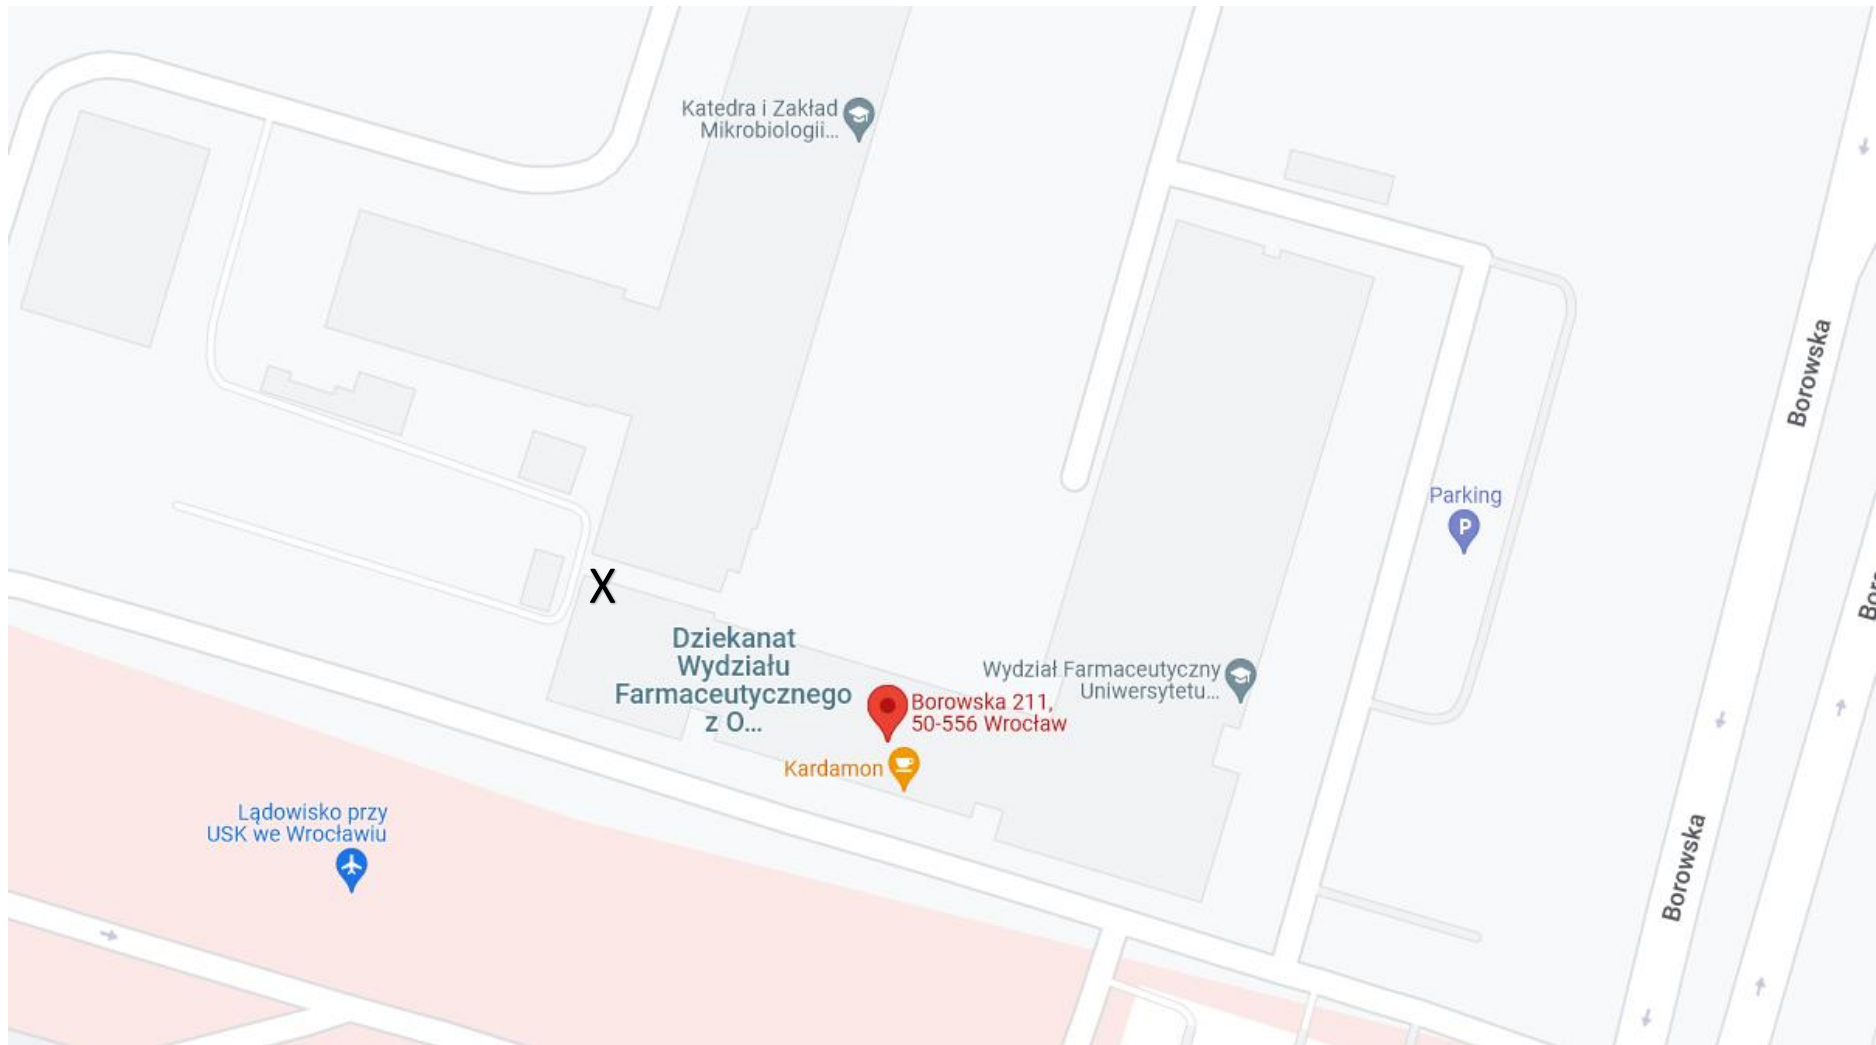 Katedra i Zakład
Mikrobiologii...
Borowska
Parking
P
X
Dziekanat
Wydziału
Farmaceutycznego
z O...
Wydział Farmaceutyczny
Uniwersytetu...
Borowska 211,
50-556 Wrocław
Kardamon
Lądowisko przy
USK we Wrocławiu
Borowska